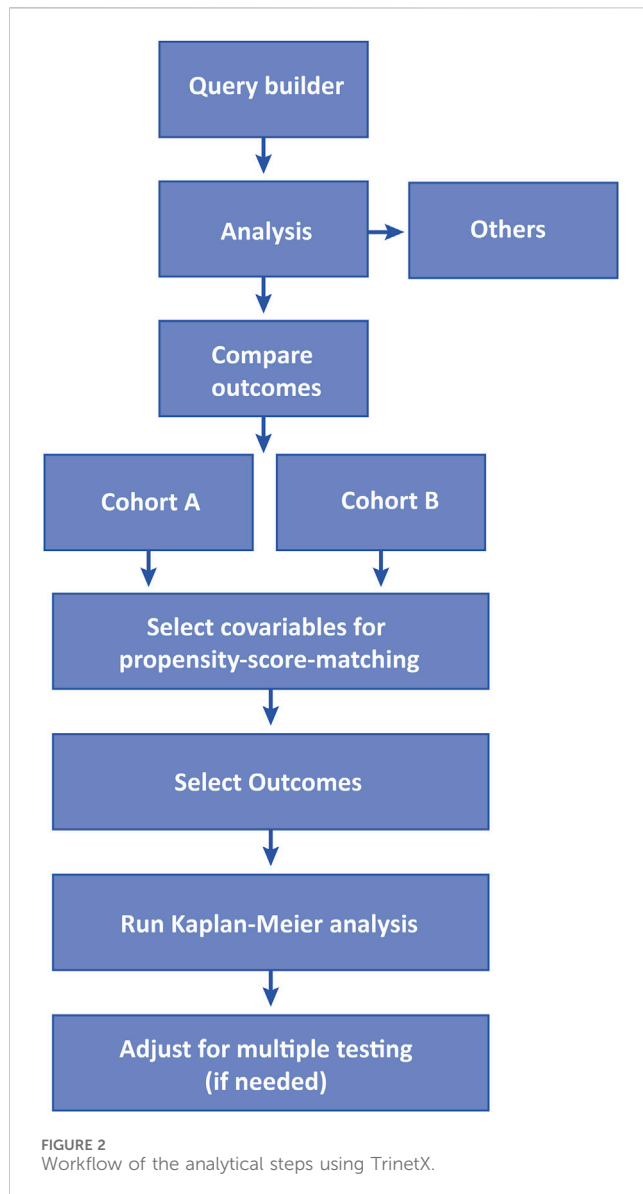 Query builder
Analysis
Others
Compare
outcomes
Cohort A
Cohort B
Select covariables for
propensity-score-matching
Select Outcomes
Run Kaplan-Meier analysis
Adjust for multiple testing
(if needed)
FIGURE 2
Workflow of the analytical steps using TrinetX.